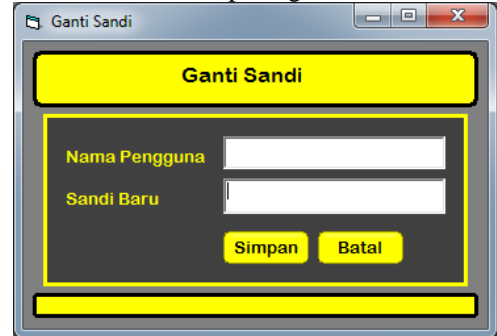 Ganti Sandi
Ganti Sandi
Nama Pengguna
Sandi Baru
Simpan Batal